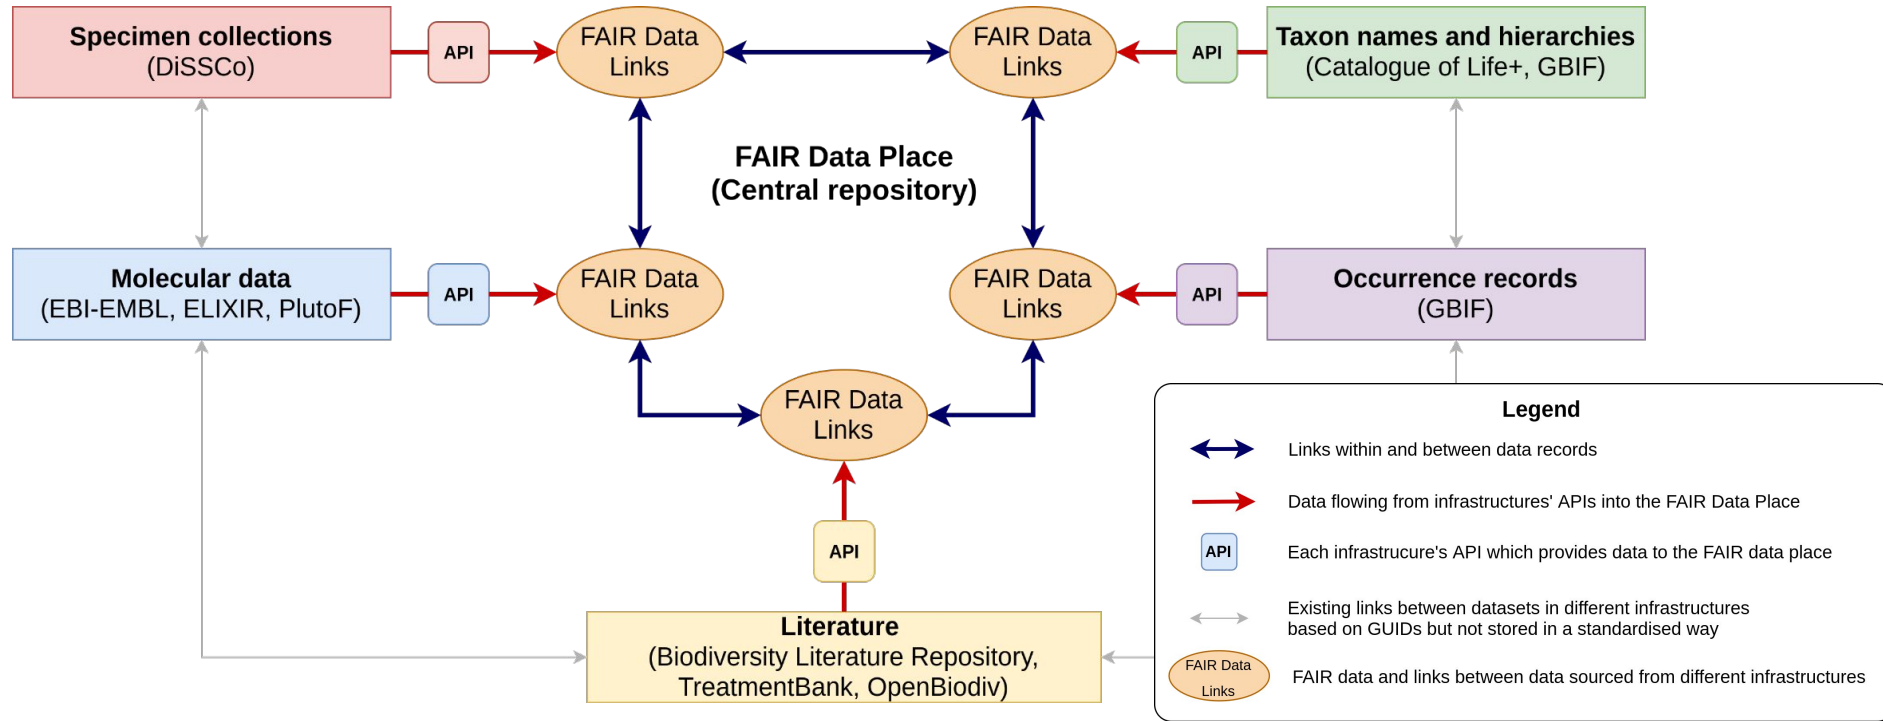 Specimen collections
(DiSSCo)
API
FAIR Data
Links
FAIR Data
Links
API
Taxon names and hierarchies
(Catalogue of Life+, GBIF)
FAIR Data Place
(Central repository)
Molecular data
(EBI-EMBL, ELIXIR, PlutoF)
API
FAIR Data
Links
FAIR Data
Links
API
Occurrence records
(GBIF)
FAIR Data
Links
API
Literature
(Biodiversity Literature Repository,
TreatmentBank, OpenBiodiv)
Legend
Links within and between data records
Data flowing from infrastructures' APIs into the FAIR Data Place
API
Each infrastrucure's API which provides data to the FAIR data place
Existing links between datasets in different infrastructures
based on GUIDs but not stored in a standardised way
FAIR Data
Links
FAIR data and links between data sourced from different infrastructures